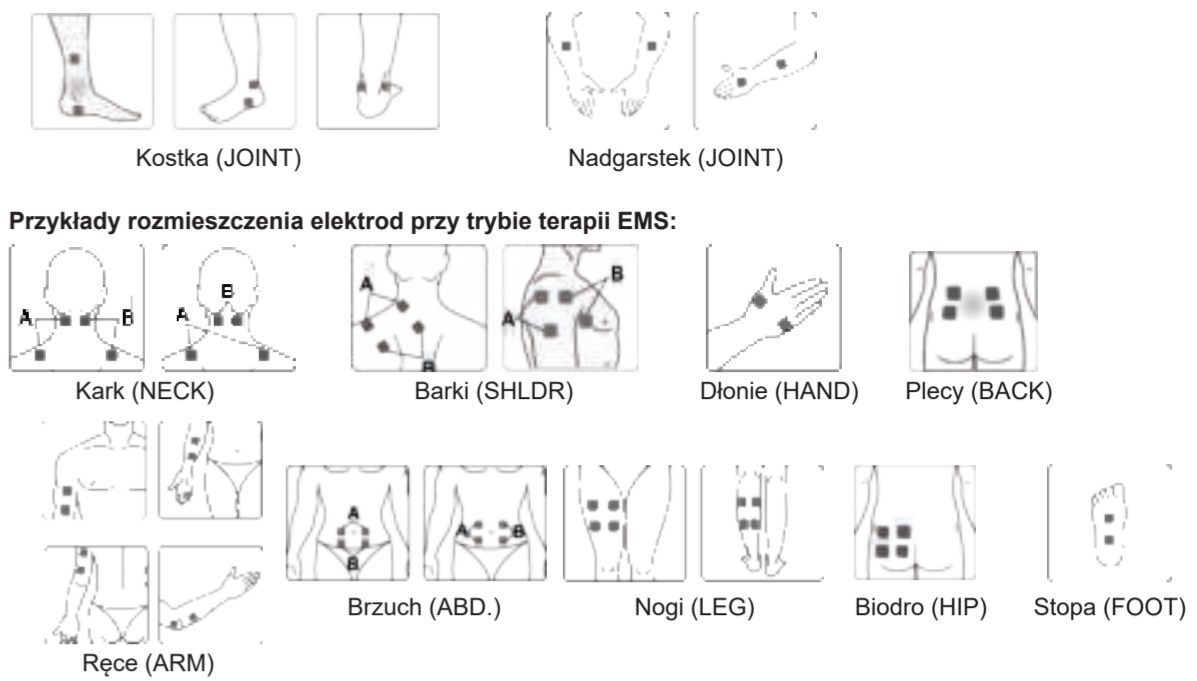 Kostka (JOINT)
Nadgarstek (JOINT)
Przykłady rozmieszczenia elektrod przy trybie terapii EMS:
A B
A B
A B
A B
Kark (NECK)
Barki (SHLDR)
Dłonie (HAND)
Plecy (BACK)
A B
A B
Brzuch (ABD.)
Nogi (LEG)
Biodro (HIP)
Stopa (FOOT)
Ręce (ARM)